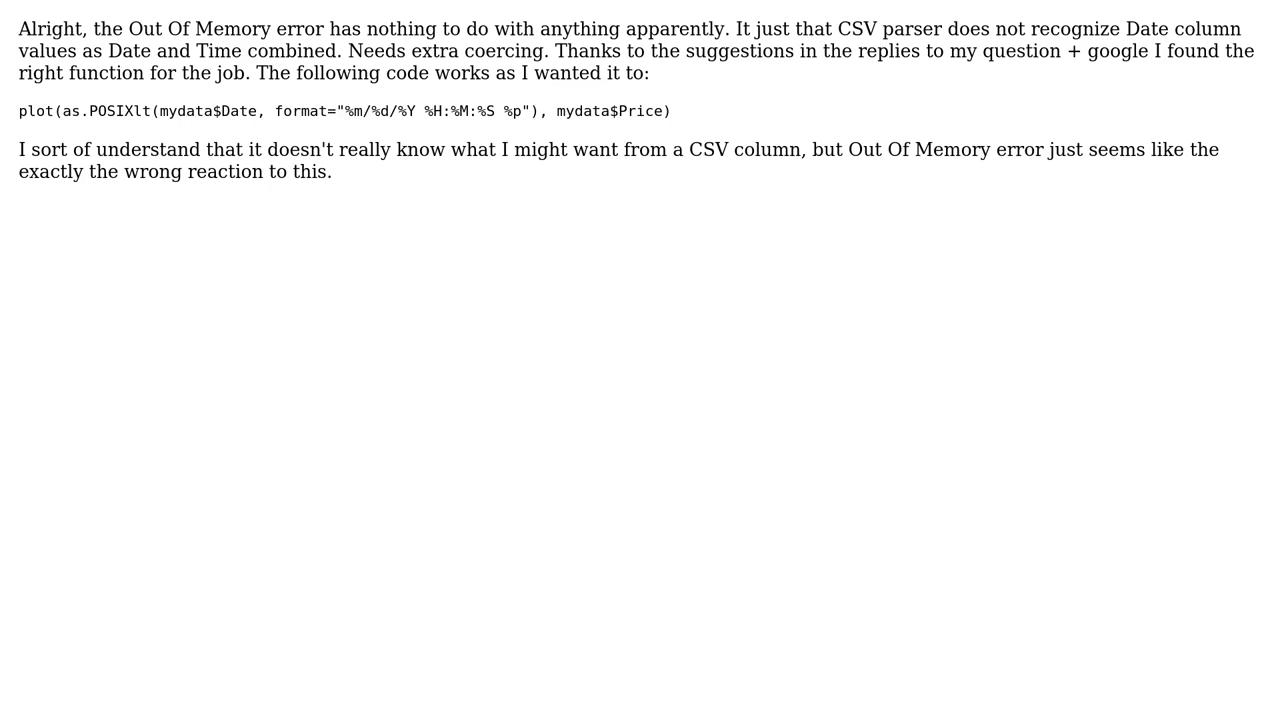 Alright, the Out Of Memory error has nothing to do with anything apparently. It just that CSV parser does not recognize Date column
values as Date and Time combined. Needs extra coercing. Thanks to the suggestions in the replies to my question + google I found the
right function for the job. The following code works as I wanted it to:
plot(as.POSIXlt(mydata$Date, format="%m/%d/%Y %H:%M:%S %p"), mydata$Price)
I sort of understand that it doesn't really know what I might want from a CSV column, but Out Of Memory error just seems like the
exactly the wrong reaction to this.